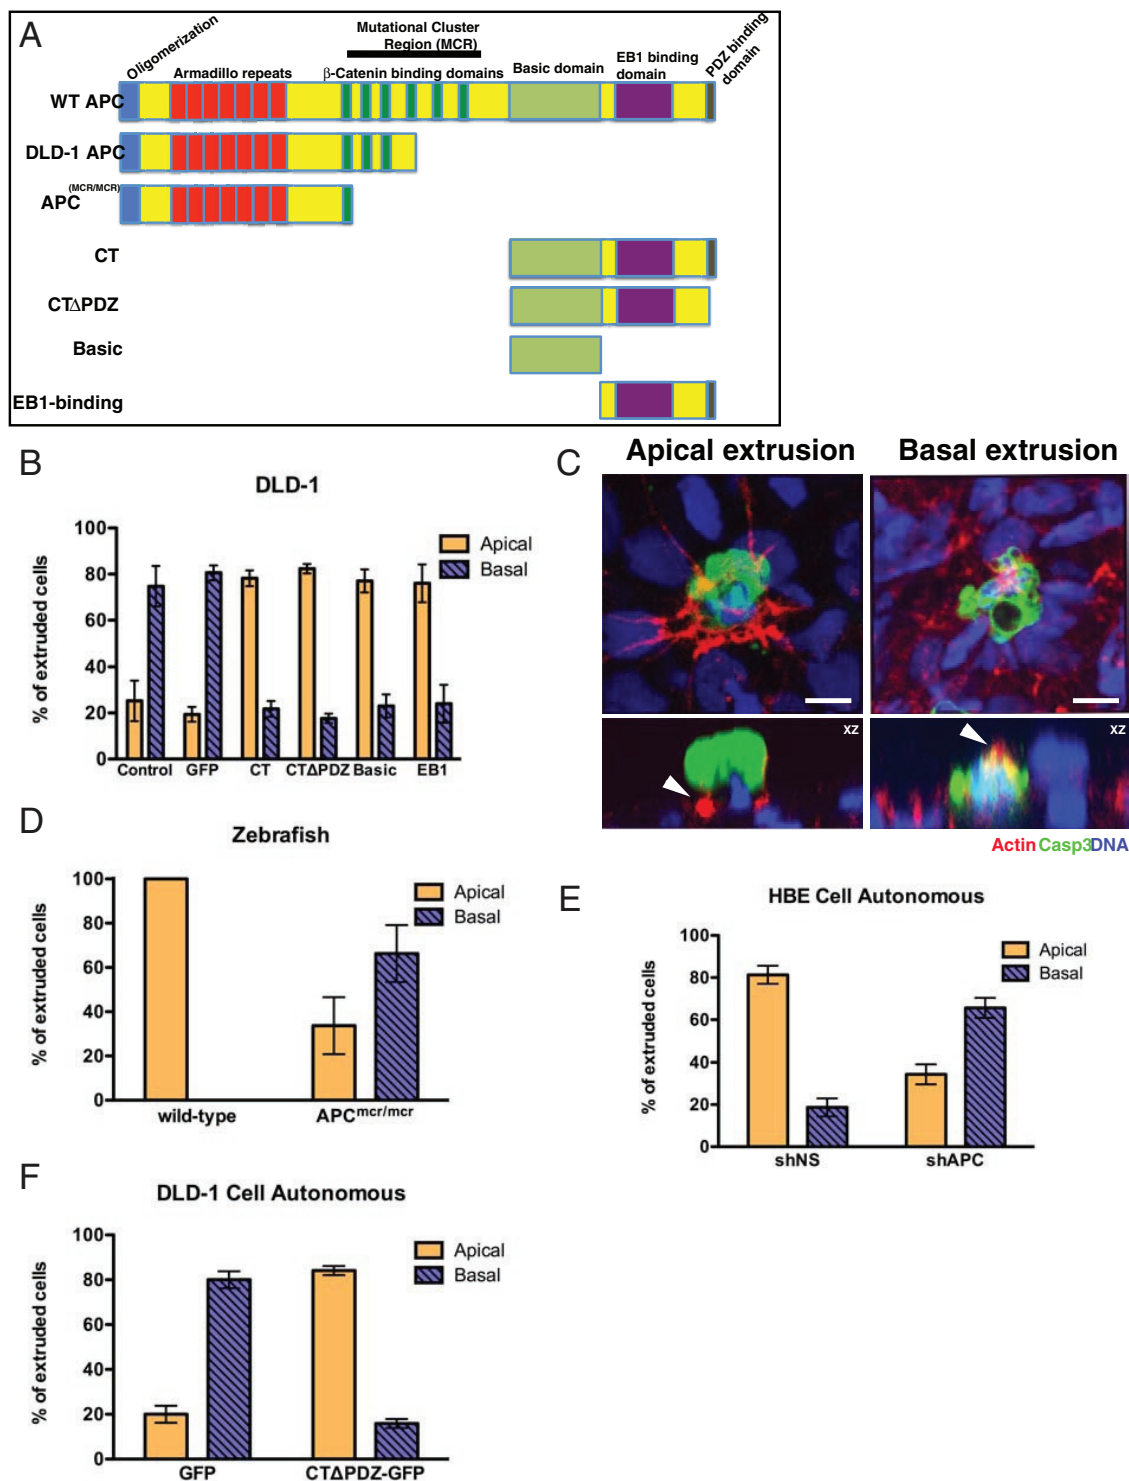 A
Oligomerization
Armadillo repeats
Mutational Cluster
Region (MCR)
β-Catenin binding domains
Basic domain
EB1 binding
domain
PDZ binding
domain
WT APC
DLD-1 APC
APC(MCR/MCR)
CT
CTΔPDZ
Basic
EB1-binding
B
DLD-1
% of extruded cells
100
80
60
40
20
0
Apical
Basal
Control GFP CT CTΔPDZ Basic EB1
C
Apical extrusion
Basal extrusion
xz
xz
Actin Casp3 DNA
D
Zebrafish
% of extruded cells
100
80
60
40
20
0
Apical
Basal
wild-type APCmcr/mcr
E
HBE Cell Autonomous
% of extruded cells
100
80
60
40
20
0
Apical
Basal
shNS shAPC
F
DLD-1 Cell Autonomous
% of extruded cells
100
80
60
40
20
0
Apical
Basal
GFP CTΔPDZ-GFP